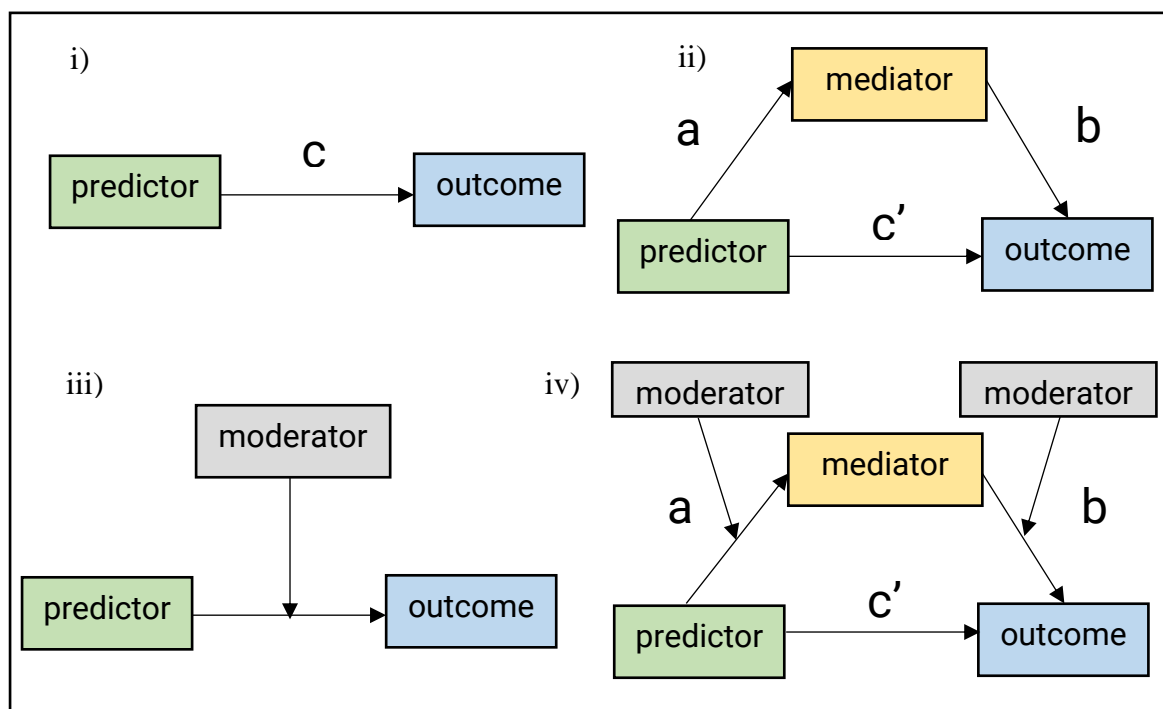 i)
predictor
c
outcome
ii)
mediator
a
b
predictor
c’
outcome
iii)
moderator
predictor
outcome
iv)
moderator
moderator
mediator
a
b
predictor
c’
outcome